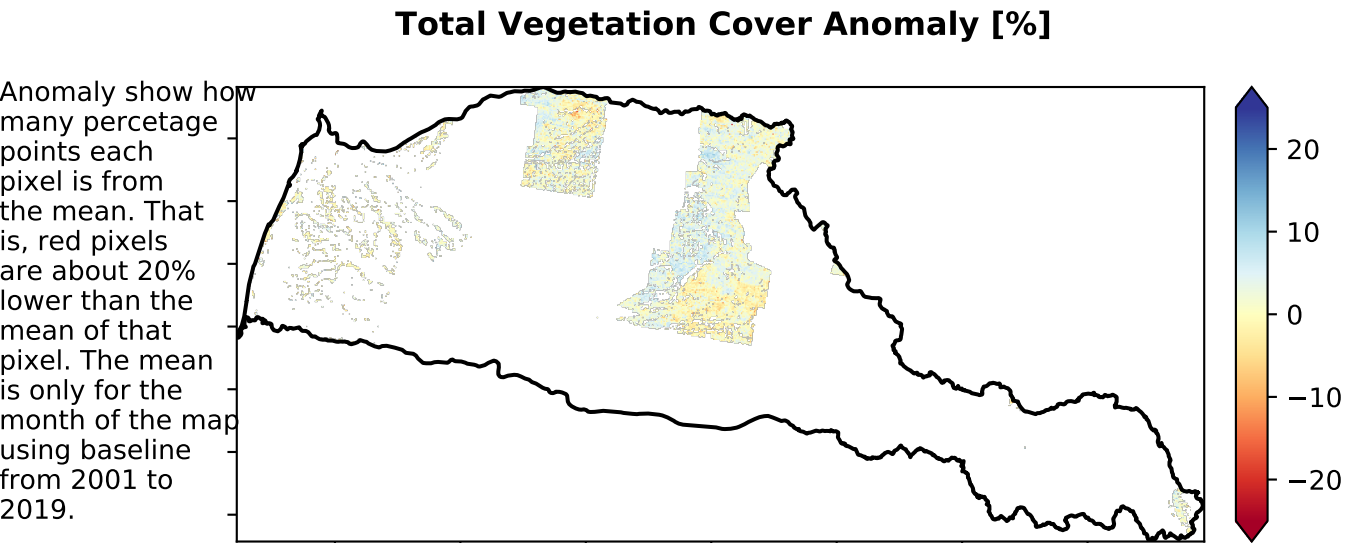 Total Vegetation Cover Anomaly [%]
Anomaly show how
many percetage
points each
pixel is from
the mean. That
is, red pixels
are about 20%
lower than the
mean of that
pixel. The mean
is only for the
month of the map
using baseline
from 2001 to
2019.
20
10
0
−10
−20